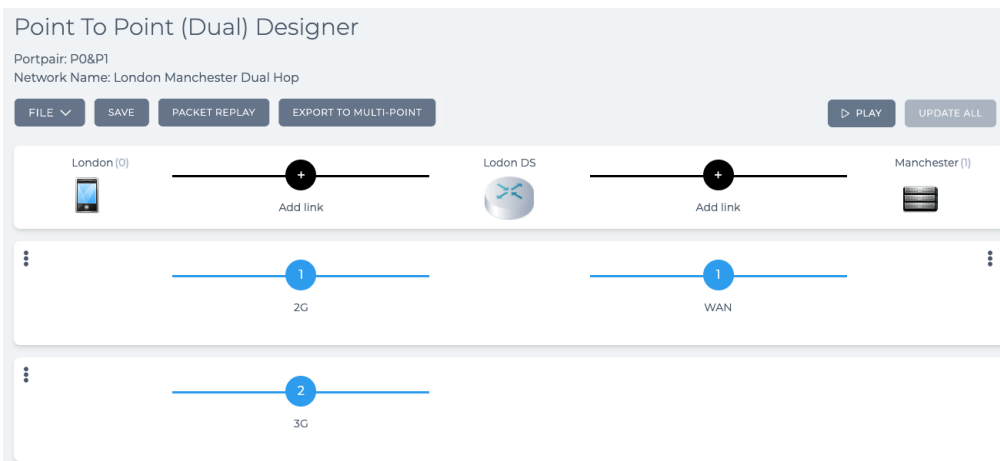 Point To Point (Dual) Designer
Portpair: P0&P1
Network Name: London Manchester Dual Hop
FILE SAVE PACKET REPLAY EXPORT TO MULTI-POINT PLAY UPDATE ALL
London (0) + Lodon DS + Manchester (1)
Add link Add link
1 1
2G WAN
2
3G